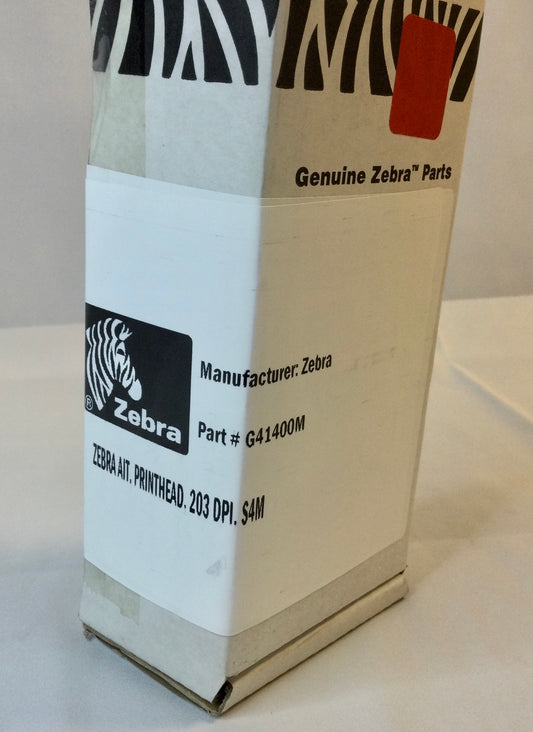 Genuine Zebra™ Parts
Manufacturer: Zebra
® Zebra
Part # G41400M
ZEBRA AIT, PRINTHEAD, 203 DPI, S4M